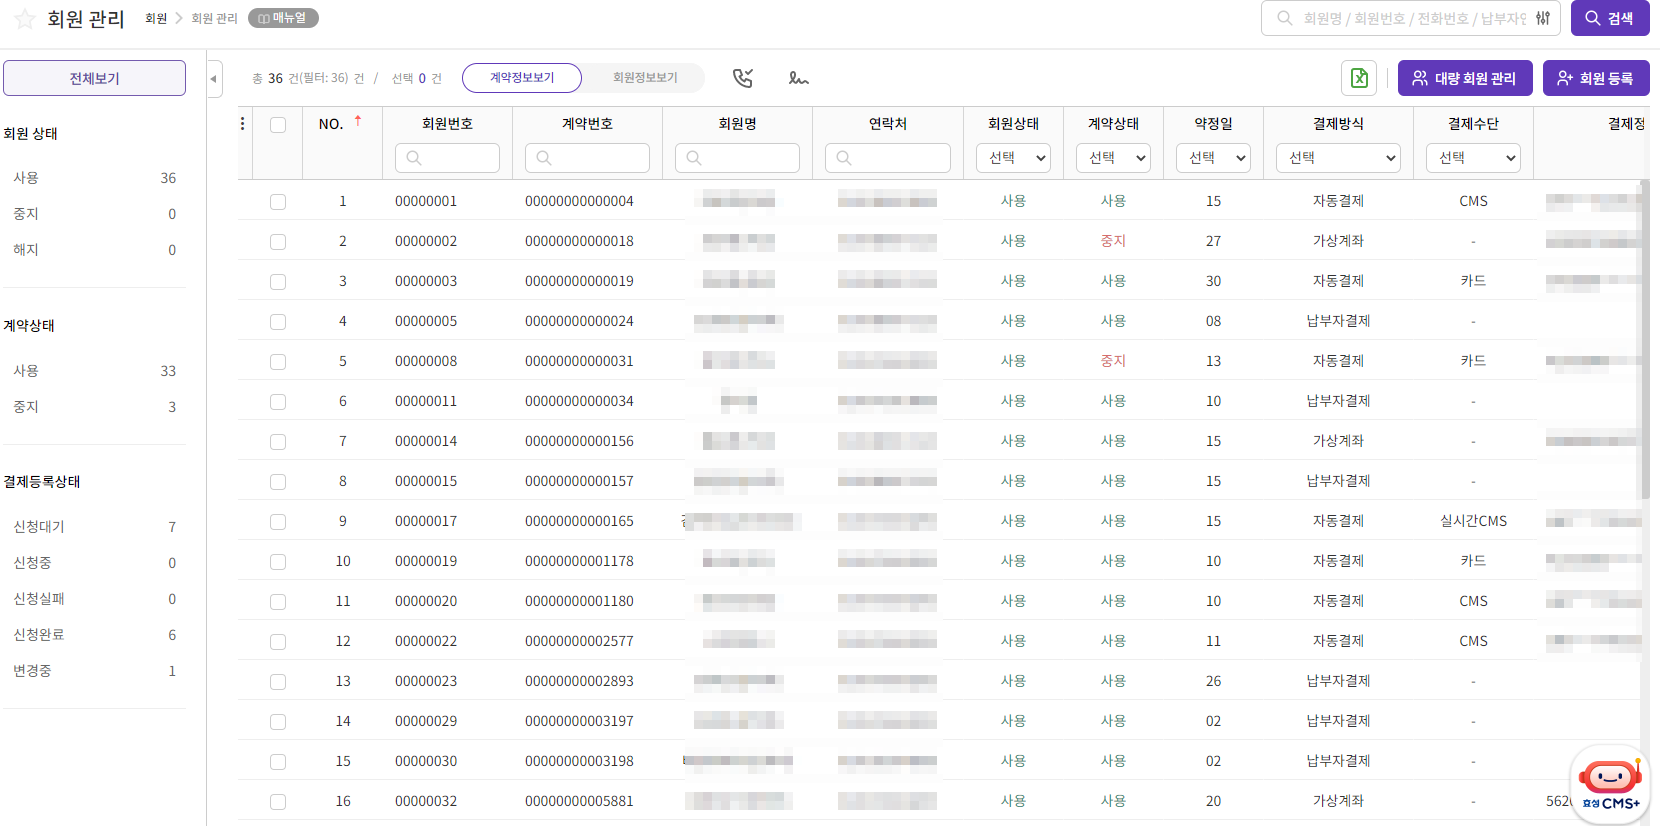 회원 관리 회원 > 회원 관리 매뉴얼
회원명 / 회원번호 / 전화번호 / 납부자번
검색
전체보기
회원 상태
사용 36
중지 0
해지 0
계약상태
사용 33
중지 3
결제등록상태
신청대기 7
신청중 0
신청실패 0
신청완료 6
변경중 1
총 36 건(필터: 36) 건 / 선택 0 건
계약정보보기 회원정보보기
대량 회원 관리 회원 등록
NO. ↑ 회원번호 계약번호 회원명 연락처 회원상태 계약상태 약정일 결제방식 결제수단 결제정
선택 선택 선택 선택 선택
1 00000001 00000000000004 사용 사용 15 자동결제 CMS
2 00000002 00000000000018 사용 중지 27 가상계좌 -
3 00000003 00000000000019 사용 사용 30 자동결제 카드
4 00000005 00000000000024 사용 사용 08 납부자결제 -
5 00000008 00000000000031 사용 중지 13 자동결제 카드
6 00000011 00000000000034 사용 사용 10 납부자결제 -
7 00000014 00000000000156 사용 사용 15 가상계좌 -
8 00000015 00000000000157 사용 사용 15 납부자결제 -
9 00000017 00000000000165 사용 사용 15 자동결제 실시간CMS
10 00000019 00000000001178 사용 사용 10 자동결제 카드
11 00000020 00000000001180 사용 사용 10 자동결제 CMS
12 00000022 00000000002577 사용 사용 11 자동결제 CMS
13 00000023 00000000002893 사용 사용 26 납부자결제 -
14 00000029 00000000003197 사용 사용 02 납부자결제 -
15 00000030 00000000003198 사용 사용 02 납부자결제 -
16 00000032 00000000005881 사용 사용 20 가상계좌 -
효성 CMS+